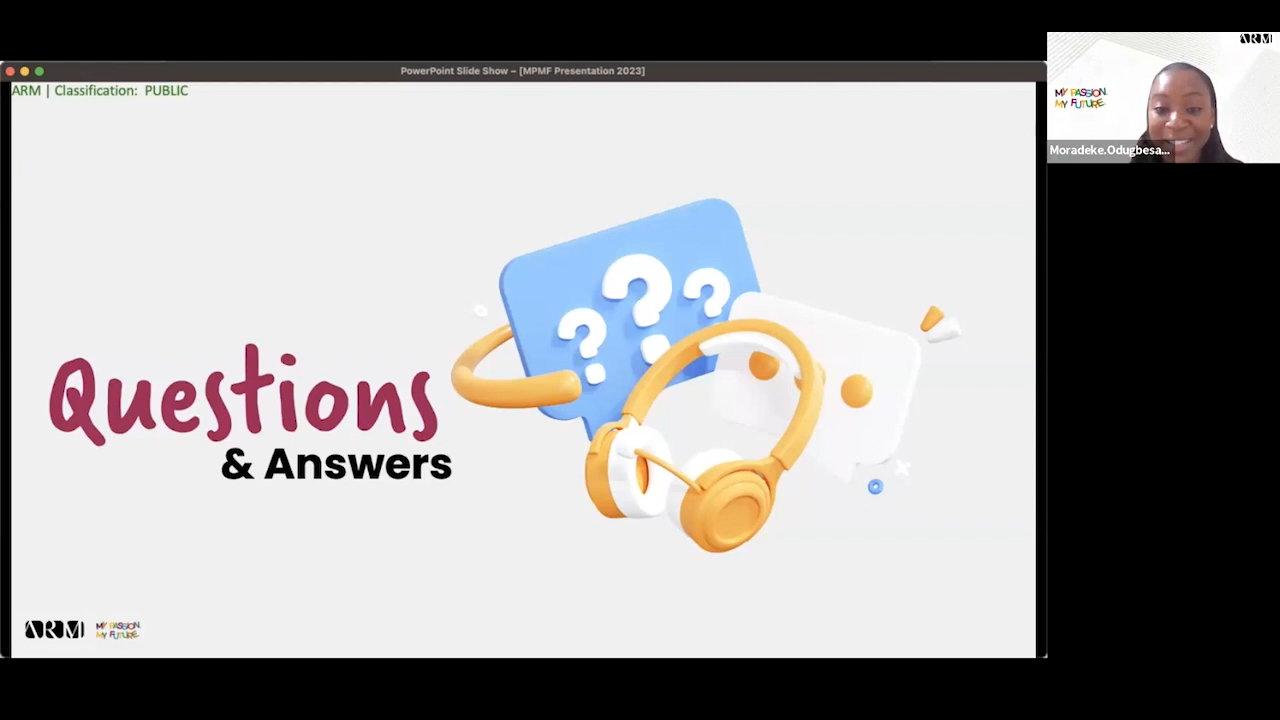 PowerPoint Slide Show – [MPMF Presentation 2023]
ARM | Classification: PUBLIC
? ? ?
Questions
& Answers
ARM
MY PASSION.
MY FUTURE.
ARM
MY PASSION.
MY FUTURE.
Moradeke.Odugbesa...